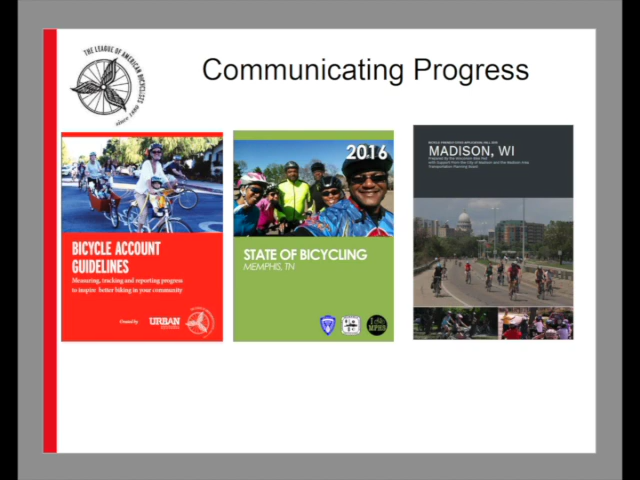 THE LEAGUE OF AMERICAN BICYCLISTS
since 1880
Communicating Progress
BICYCLE ACCOUNT
GUIDELINES
Measuring, tracking and reporting progress
to inspire better biking in your community
URBAN
2016
STATE OF BICYCLING
MEMPHIS, TN
MADISON, WI